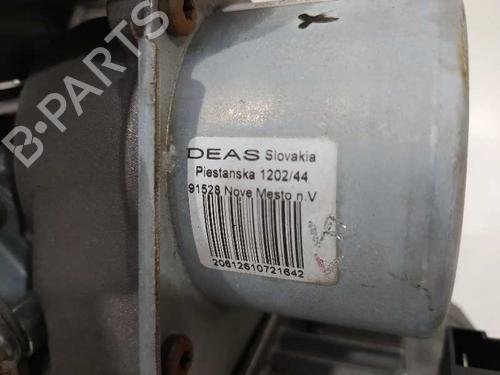 DEAS Slovakia
Piestanska 1202/44
91528 Nove Mesto n.V
20612610721642
B-PARTS